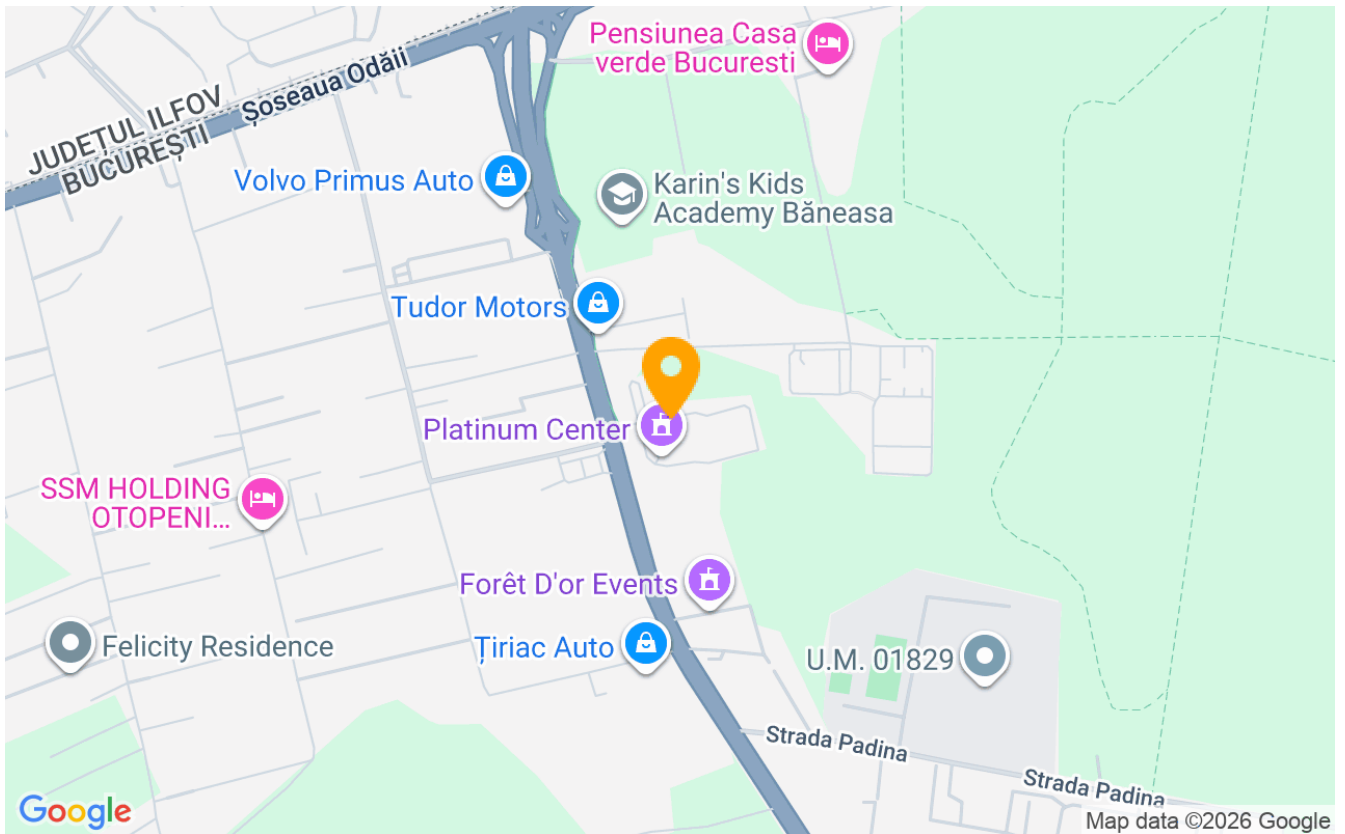 Pensiunea Casa
verde Bucuresti
Șoseaua Odăii
JUDEȚUL ILFOV
BUCUREȘTI
Volvo Primus Auto
Karin's Kids
Academy Băneasa
Tudor Motors
Platinum Center
SSM HOLDING
OTOPENI...
Forêt D'or Events
Felicity Residence
Țiriac Auto
U.M. 01829
Strada Padina
Strada Padina
Google
Map data ©2026 Google